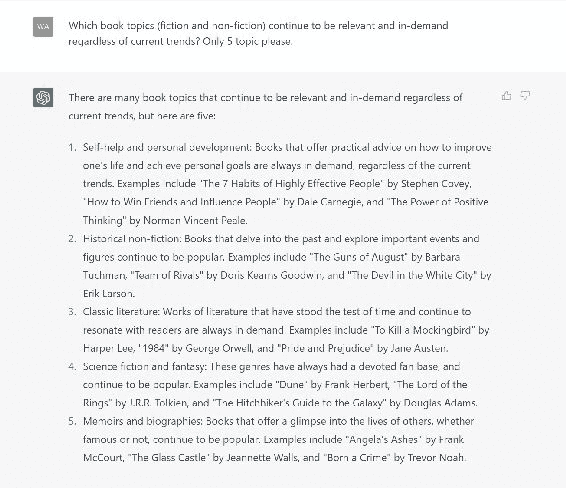 WA
Which book topics (fiction and non-fiction) continue to be relevant and in-demand
regardless of current trends? Only 5 topic please.
There are many book topics that continue to be relevant and in-demand regardless of
current trends, but here are five:
1. Self-help and personal development: Books that offer practical advice on how to improve
one's life and achieve personal goals are always in demand, regardless of the current
trends. Examples include "The 7 Habits of Highly Effective People" by Stephen Covey,
"How to Win Friends and Influence People" by Dale Carnegie, and "The Power of Positive
Thinking" by Norman Vincent Peale.
2. Historical non-fiction: Books that delve into the past and explore important events and
figures continue to be popular. Examples include "The Guns of August" by Barbara
Tuchman, "Team of Rivals" by Doris Kearns Goodwin, and "The Devil in the White City" by
Erik Larson.
3. Classic literature: Works of literature that have stood the test of time and continue to
resonate with readers are always in demand. Examples include "To Kill a Mockingbird" by
Harper Lee, "1984" by George Orwell, and "Pride and Prejudice" by Jane Austen.
4. Science fiction and fantasy: These genres have always had a devoted fan base, and
continue to be popular. Examples include "Dune" by Frank Herbert, "The Lord of the
Rings" by J.R.R. Tolkien, and "The Hitchhiker's Guide to the Galaxy" by Douglas Adams.
5. Memoirs and biographies: Books that offer a glimpse into the lives of others, whether
famous or not, continue to be popular. Examples include "Angela's Ashes" by Frank
McCourt, "The Glass Castle" by Jeannette Walls, and "Born a Crime" by Trevor Noah.